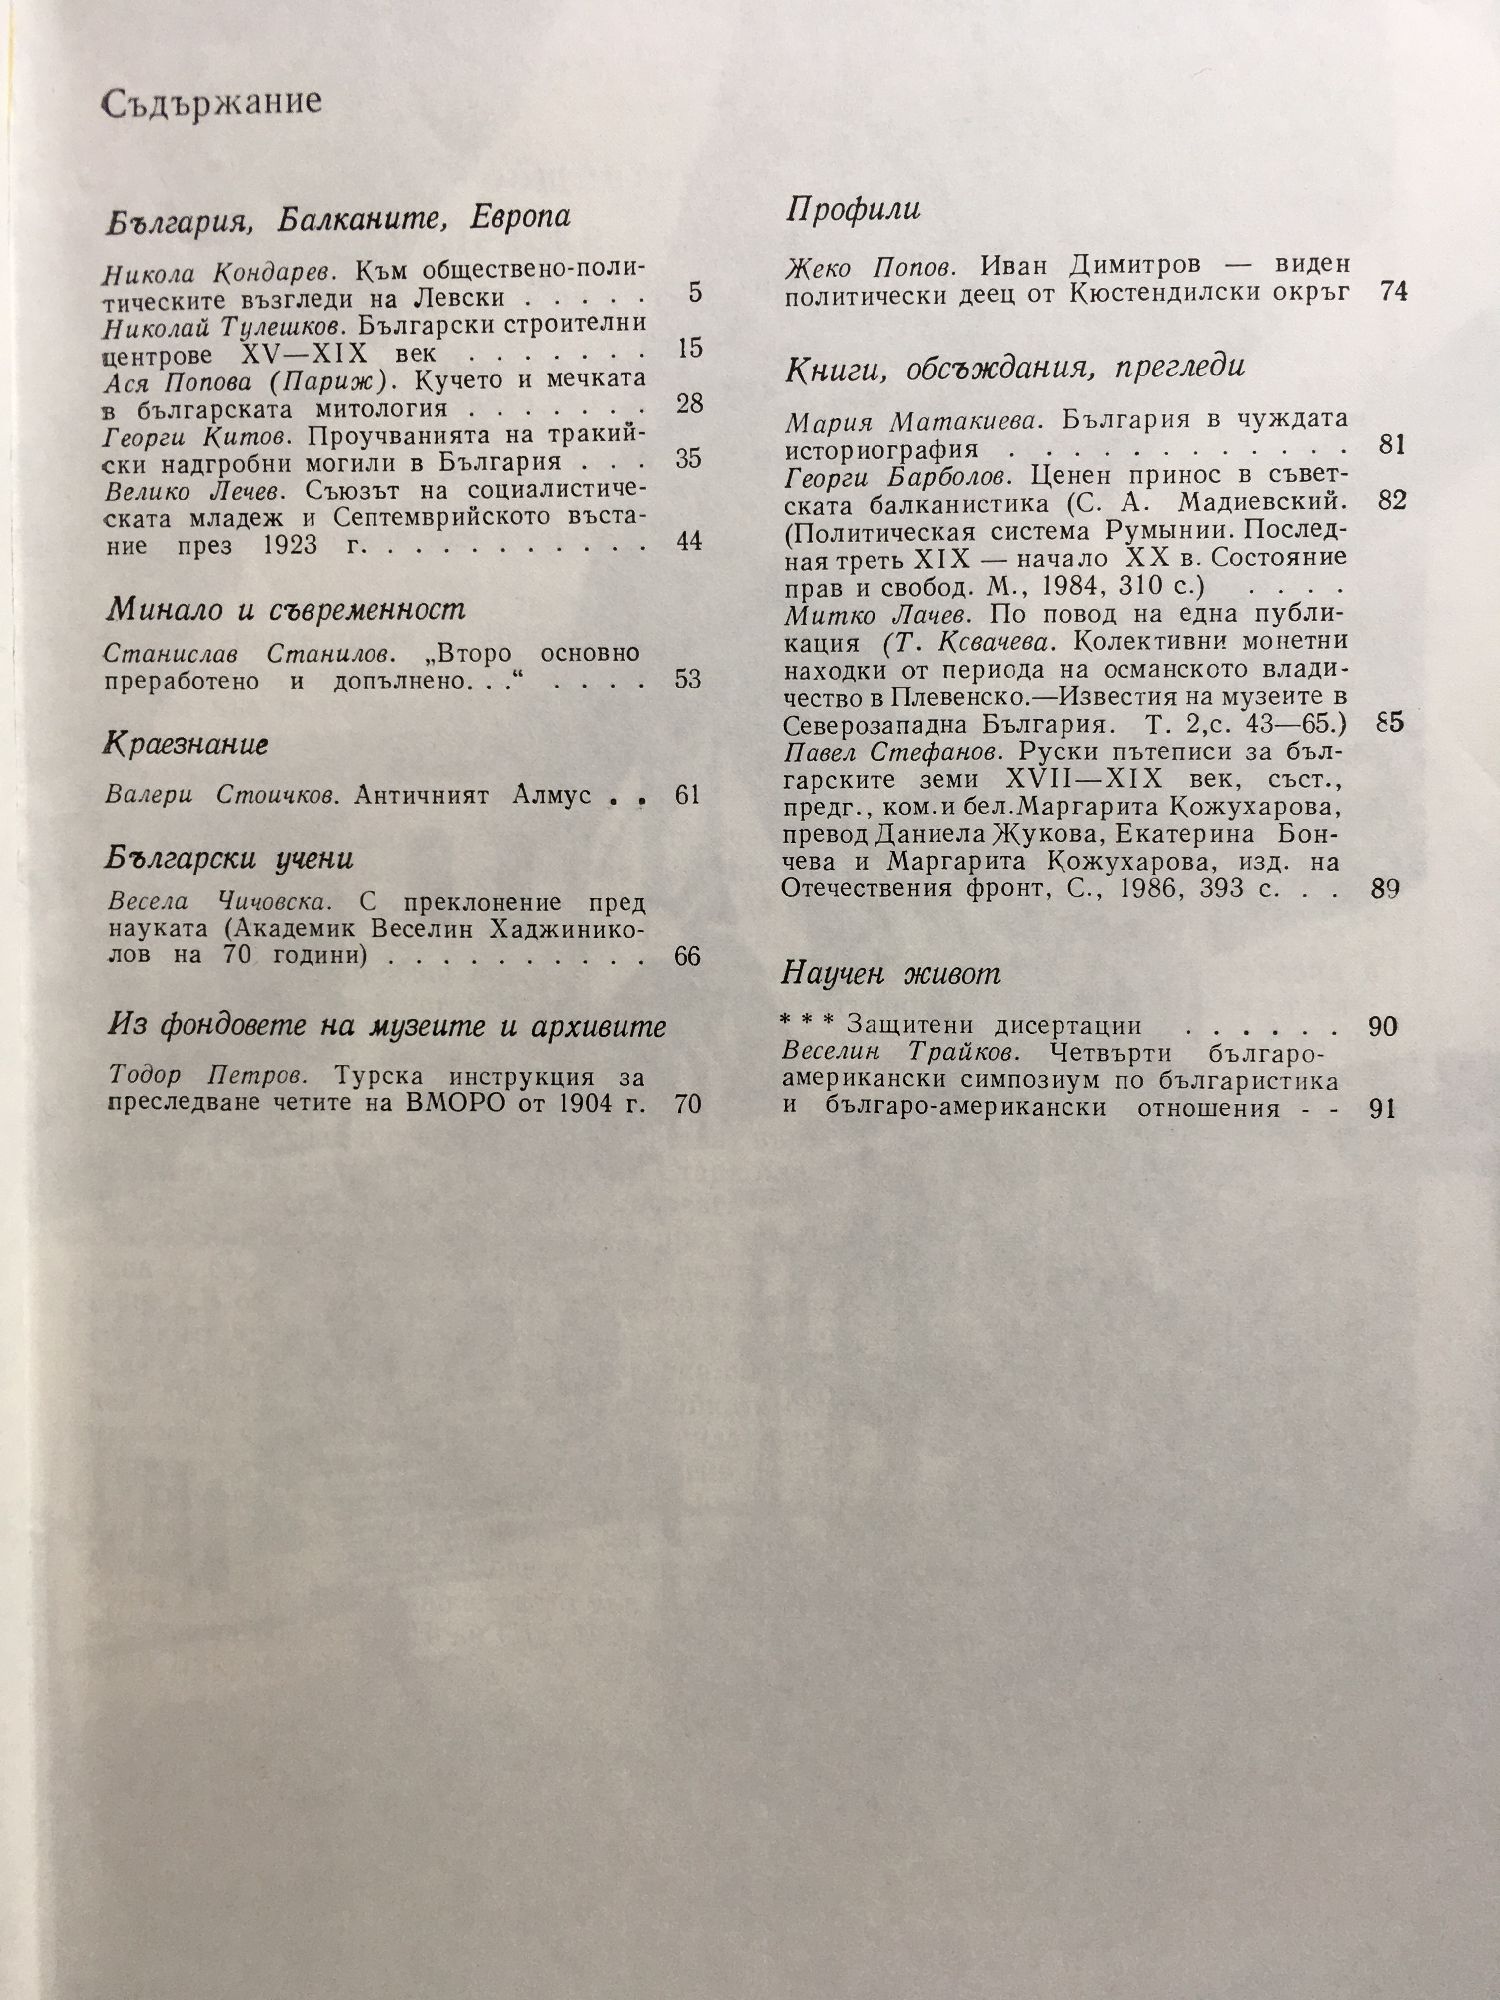 Съдържание
България, Балканите, Европа
Никола Кондарев. Към обществено-поли-
тическите възгледи на Левски . . . . . 5
Николай Тулешков. Български строителни
центрове XV—XIX век . . . . . . . 15
Ася Попова (Париж). Кучето и мечката
в българската митология . . . . . . . 28
Георги Китов. Проучванията на тракий-
ски надгробни могили в България . . . 35
Велико Лечев. Съюзът на социалистиче-
ската младеж и Септемврийското въста-
ние през 1923 г. . . . . . . . . . . . 44
Минало и съвременност
Станислав Станилов. „Второ основно
преработено и допълнено. . .“ . . . . 53
Краезнание
Валери Стоичков. Античният Алмус . . 61
Български учени
Весела Чичовска. С преклонение пред
науката (Академик Веселин Хаджинико-
лов на 70 години) . . . . . . . . . . 66
Из фондовете на музеите и архивите
Тодор Петров. Турска инструкция за
преследване четите на ВМОРО от 1904 г. 70
Профили
Жеко Попов. Иван Димитров — виден
политически деец от Кюстендилски окръг 74
Книги, обсъждания, прегледи
Мария Матакиева. България в чуждата
историография . . . . . . . . . . . . 81
Георги Барболов. Ценен принос в съвет-
ската балканистика (С. А. Мадиевский. 82
(Политическая система Румынии. Послед-
ная треть XIX — начало XX в. Состояние
прав и свобод. М., 1984, 310 с.) . . . .
Митко Лачев. По повод на една публи-
кация (Т. Ксвачева. Колективни монетни
находки от периода на османското влади-
чество в Плевенско.—Известия на музеите в
Северозападна България. Т. 2,с. 43—65.) 85
Павел Стефанов. Руски пътеписи за бъл-
гарските земи XVII—XIX век, съст.,
предг., ком.и бел.Маргарита Кожухарова,
превод Даниела Жукова, Екатерина Бон-
чева и Маргарита Кожухарова, изд. на
Отечествения фронт, С., 1986, 393 с. . . 89
Научен живот
* * * Защитени дисертации . . . . . . 90
Веселин Трайков. Четвърти българо-
американски симпозиум по българистика
и българо-американски отношения - - 91